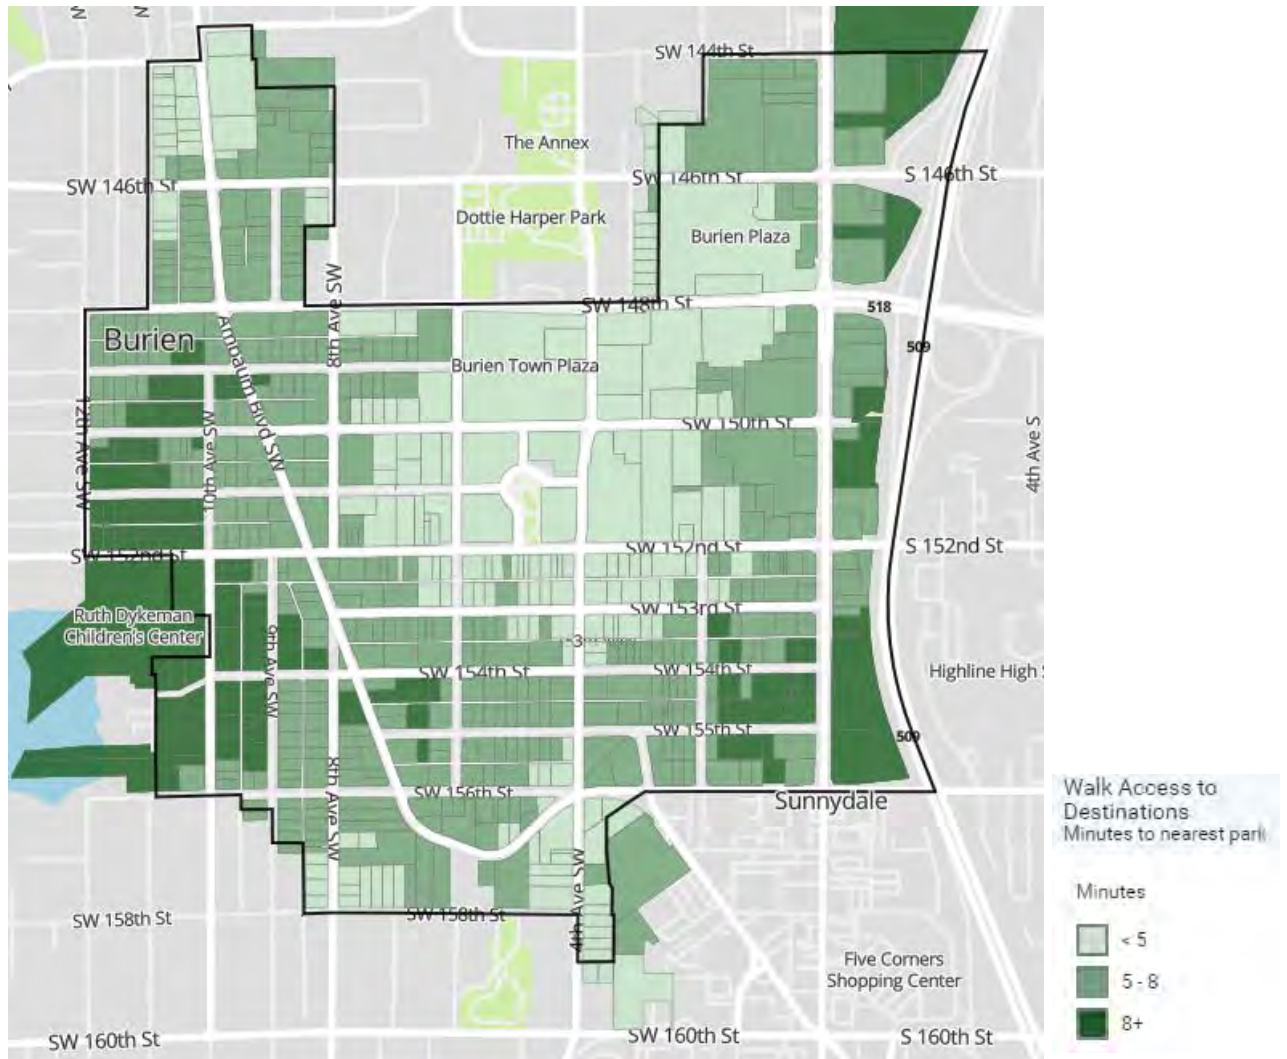 N
N
SW 144th St
The Annex
SW 146th St
SW 146th St
S 146th St
Dottie Harper Park
Burien Plaza
8th Ave SW
SW 148th St
518
Burien
Ambaum Blvd SW
509
Burien Town Plaza
12th Ave SW
10th Ave SW
SW 150th St
4th Ave S
SW 152nd St
SW 152nd St
S 152nd St
Ruth Dykeman
Children's Center
SW 153rd St
9th Ave SW
SW 154th St
SW 154th St
Highline High
SW 155th St
509
8th Ave SW
SW 156th St
Sunnydale
4th Ave SW
SW 158th St
SW 158th St
Five Corners
Shopping Center
SW 160th St
SW 160th St
S 160th St
Walk Access to
Destinations
Minutes to nearest park
Minutes
< 5
5 - 8
8+